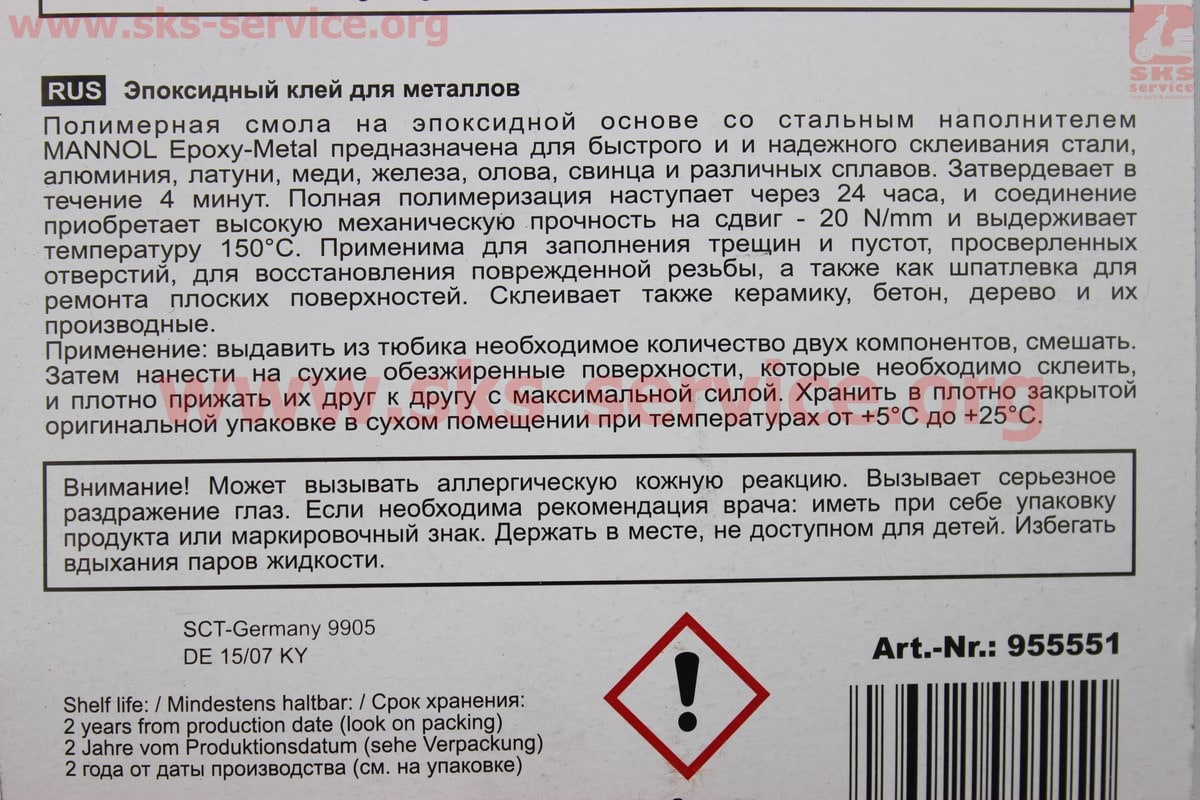 www.sks-service.org
SKS
service
RUS Эпоксидный клей для металлов
Полимерная смола на эпоксидной основе со стальным наполнителем
MANNOL Epoxy-Metal предназначена для быстрого и и надежного склеивания стали,
алюминия, латуни, меди, железа, олова, свинца и различных сплавов. Затвердевает в
течение 4 минут. Полная полимеризация наступает через 24 часа, и соединение
приобретает высокую механическую прочность на сдвиг - 20 N/mm и выдерживает
температуру 150°C. Применима для заполнения трещин и пустот, просверленных
отверстий, для восстановления поврежденной резьбы, а также как шпатлевка для
ремонта плоских поверхностей. Склеивает также керамику, бетон, дерево и их
производные.
Применение: выдавить из тюбика необходимое количество двух компонентов, смешать.
Затем нанести на сухие обезжиренные поверхности, которые необходимо склеить,
и плотно прижать их друг к другу с максимальной силой. Хранить в плотно закрытой
оригинальной упаковке в сухом помещении при температурах от +5°C до +25°C.
www.sks-service.org
Внимание! Может вызывать аллергическую кожную реакцию. Вызывает серьезное
раздражение глаз. Если необходима рекомендация врача: иметь при себе упаковку
продукта или маркировочный знак. Держать в месте, не доступном для детей. Избегать
вдыхания паров жидкости.
SCT-Germany 9905
DE 15/07 KY
Art.-Nr.: 955551
Shelf life: / Mindestens haltbar: / Срок хранения:
2 years from production date (look on packing)
2 Jahre vom Produktionsdatum (sehe Verpackung)
2 года от даты производства (см. на упаковке)